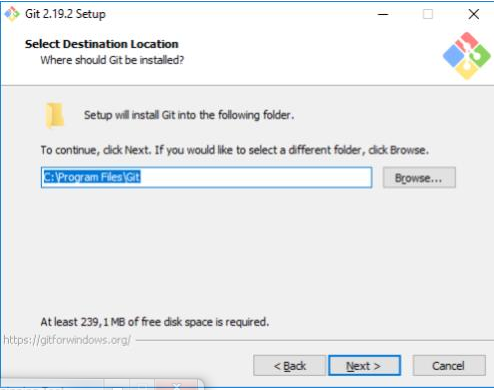 Git 2.19.2 Setup
Select Destination Location
Where should Git be installed?
Setup will install Git into the following folder.
To continue, click Next. If you would like to select a different folder, click Browse.
C:\Program Files\Git
Browse...
At least 239,1 MB of free disk space is required.
https://gitforwindows.org/
< Back
Next >
Cancel